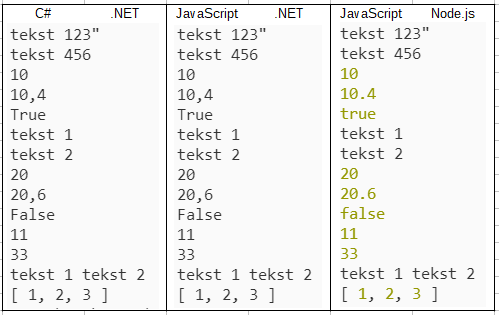 C# .NET
tekst 123"
tekst 456
10
10,4
True
tekst 1
tekst 2
20
20,6
False
11
33
tekst 1 tekst 2
[ 1, 2, 3 ]
JavaScript .NET
tekst 123"
tekst 456
10
10,4
True
tekst 1
tekst 2
20
20,6
False
11
33
tekst 1 tekst 2
[ 1, 2, 3 ]
JavaScript Node.js
tekst 123"
tekst 456
10
10.4
true
tekst 1
tekst 2
20
20.6
false
11
33
tekst 1 tekst 2
[ 1, 2, 3 ]